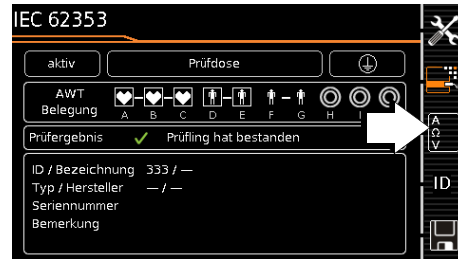 IEC 62353
aktiv
Prüfdose
AWT
Belegung
A B C D E F G H I
Prüfergebnis ✓ Prüfling hat bestanden
A
Ω
V
ID / Bezeichnung 333 / —
Typ / Hersteller — / —
ID
Seriennummer
Bemerkung